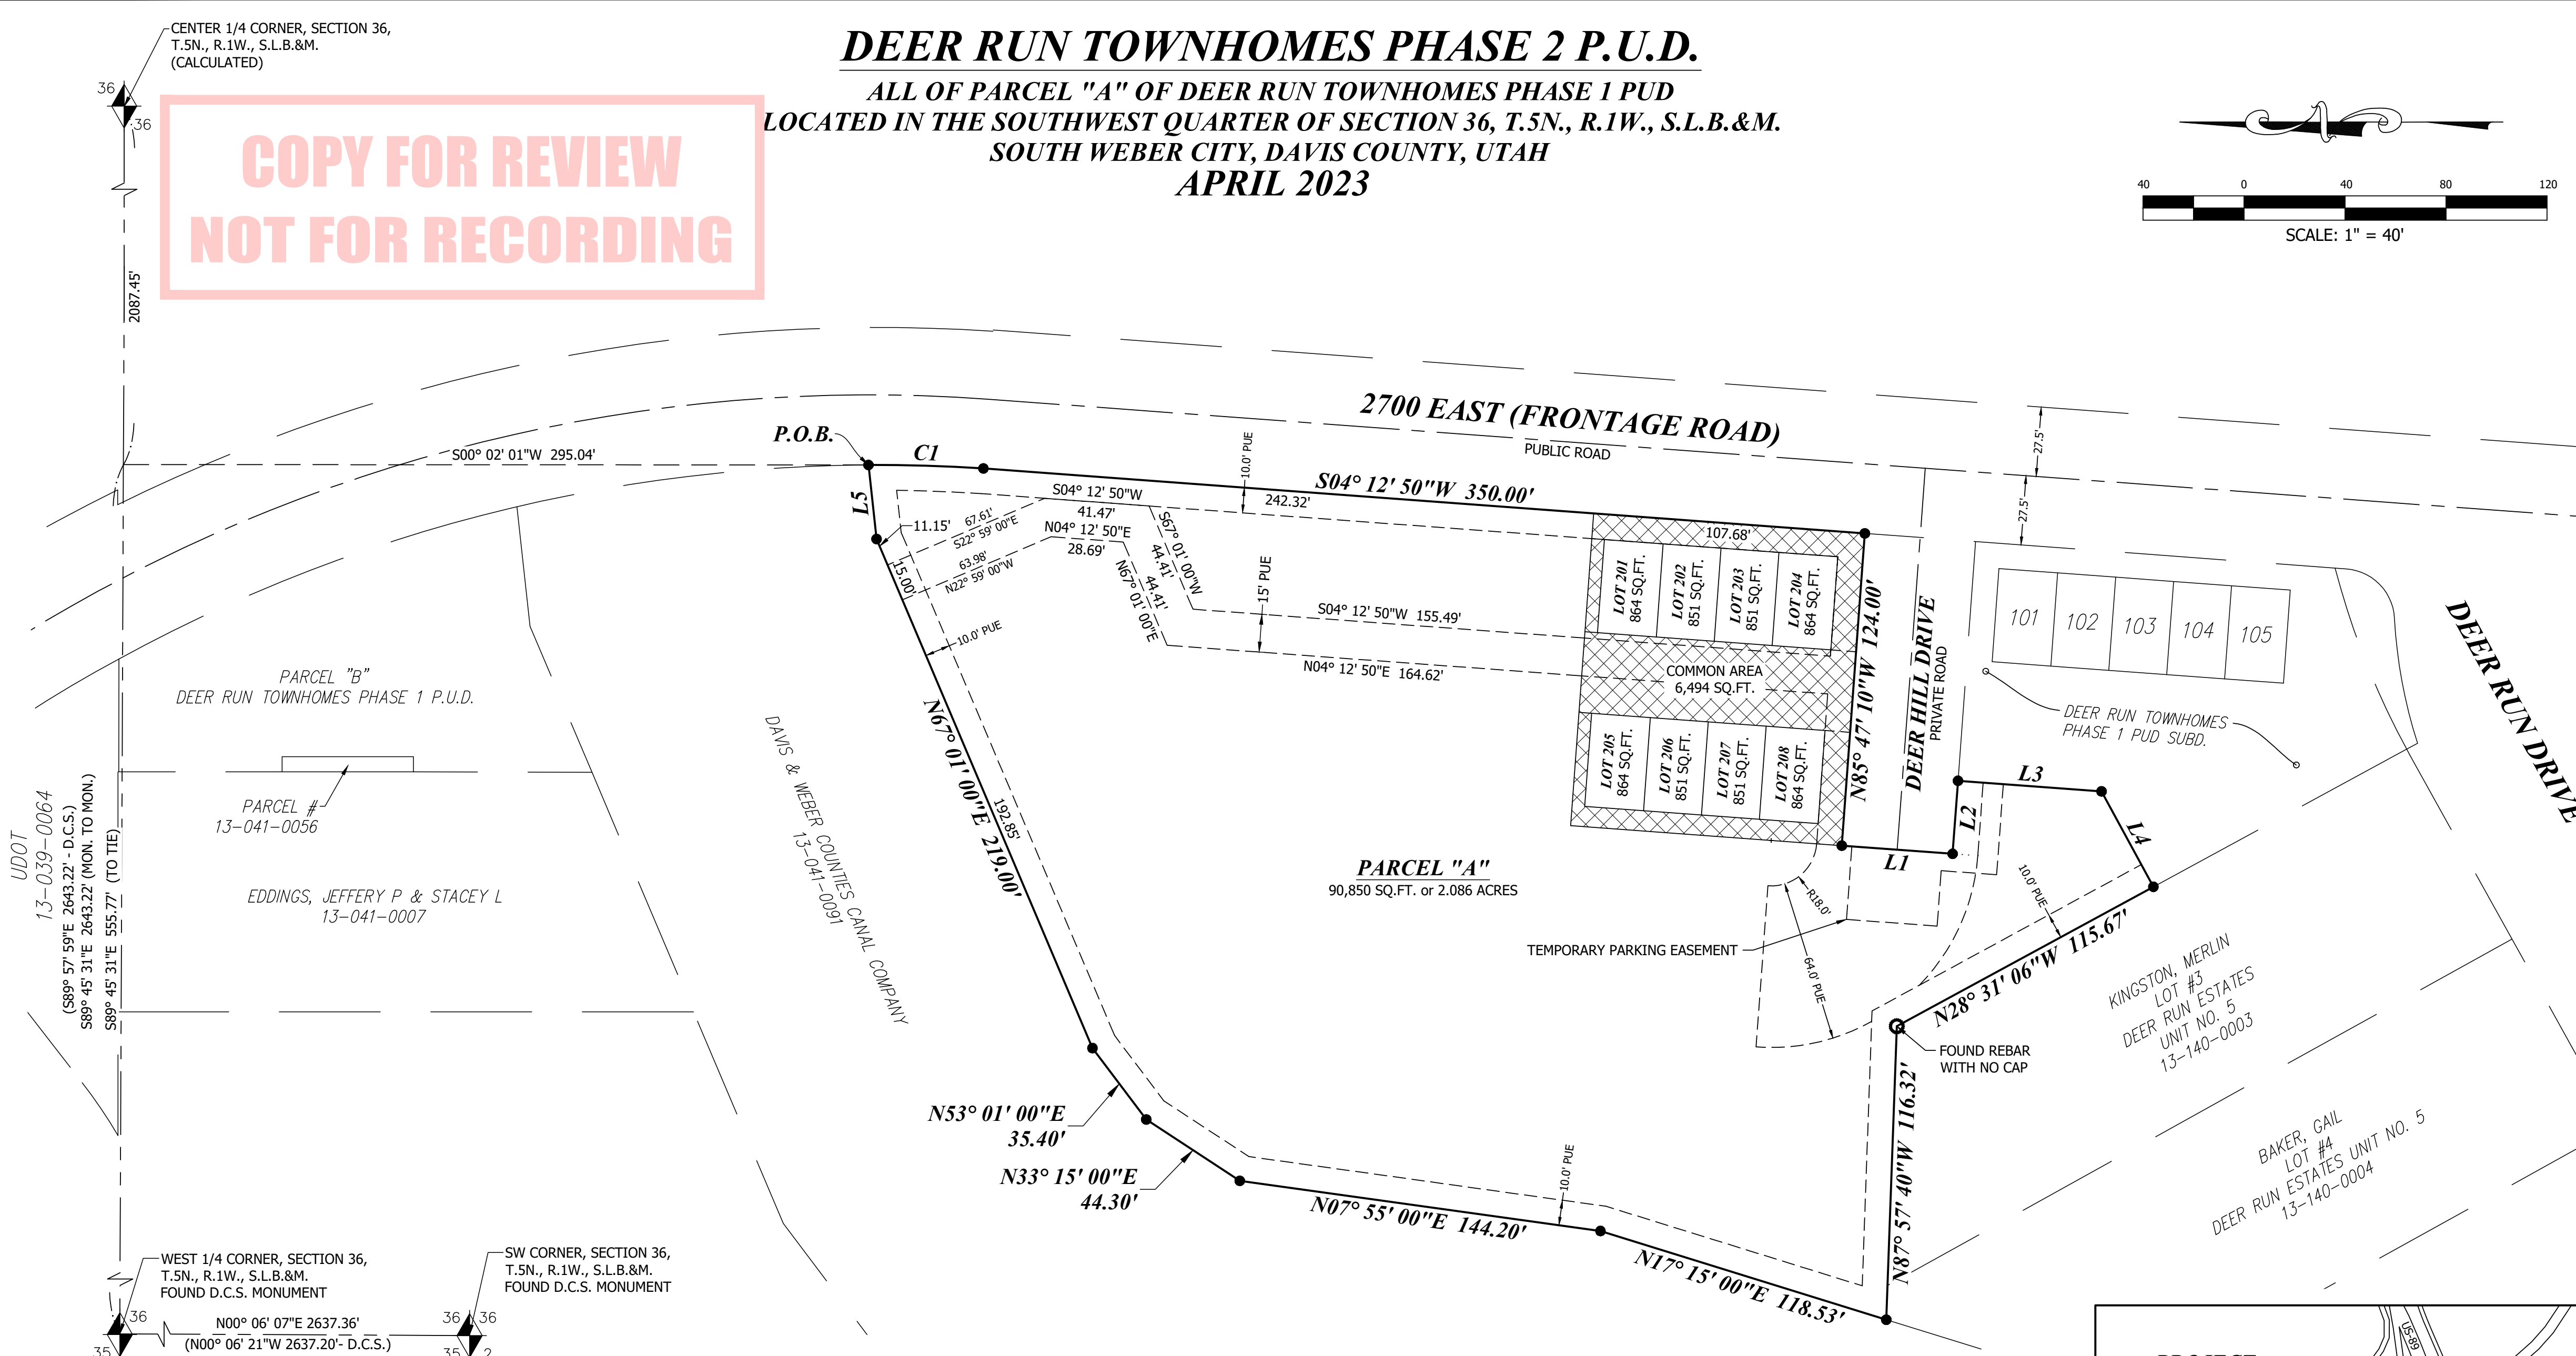 CENTER 1/4 CORNER, SECTION 36,
T.5N., R.1W., S.L.B.&M.
(CALCULATED)
36
36
COPY FOR REVIEW
NOT FOR RECORDING
DEER RUN TOWNHOMES PHASE 2 P.U.D.
ALL OF PARCEL "A" OF DEER RUN TOWNHOMES PHASE 1 PUD
LOCATED IN THE SOUTHWEST QUARTER OF SECTION 36, T.5N., R.1W., S.L.B.&M.
SOUTH WEBER CITY, DAVIS COUNTY, UTAH
APRIL 2023
N
40 0 40 80 120
SCALE: 1" = 40'
2087.45'
S00° 02' 01"W 295.04'
P.O.B.
C1
L5
2700 EAST (FRONTAGE ROAD)
PUBLIC ROAD
27.5'
27.5'
10.0' PUE
S04° 12' 50"W 350.00'
242.32'
107.68'
S04° 12' 50"W
41.47'
N04° 12' 50"E
28.69'
11.15'
67.61'
S22° 59' 00"E
63.98'
N22° 59' 00"W
15.00'
S67° 01' 00"W
44.41'
44.41'
N67° 01' 00"E
15' PUE
S04° 12' 50"W 155.49'
N04° 12' 50"E 164.62'
10.0' PUE
LOT 201
864 SQ.FT.
LOT 202
851 SQ.FT.
LOT 203
851 SQ.FT.
LOT 204
864 SQ.FT.
COMMON AREA
6,494 SQ.FT.
LOT 205
864 SQ.FT.
LOT 206
851 SQ.FT.
LOT 207
851 SQ.FT.
LOT 208
864 SQ.FT.
N85° 47' 10"W 124.00'
DEER HILL DRIVE
PRIVATE ROAD
101
102
103
104
105
DEER RUN TOWNHOMES
PHASE 1 PUD SUBD.
DEER RUN DRIVE
L1
L2
L3
L4
PARCEL "B"
DEER RUN TOWNHOMES PHASE 1 P.U.D.
PARCEL #
13-041-0056
EDDINGS, JEFFERY P & STACEY L
13-041-0007
UDOT
13-039-0064
(S89° 57' 59"E 2643.22' - D.C.S.)
S89° 45' 31"E 2643.22' (MON. TO MON.)
S89° 45' 31"E 555.77' (TO TIE)
DAVIS & WEBER COUNTIES CANAL COMPANY
13-041-0091
N67° 01' 00"E 219.00'
192.85'
PARCEL "A"
90,850 SQ.FT. or 2.086 ACRES
TEMPORARY PARKING EASEMENT
R18.0'
64.0' PUE
10.0' PUE
N28° 31' 06"W 115.67'
FOUND REBAR
WITH NO CAP
KINGSTON, MERLIN
LOT #3
DEER RUN ESTATES
UNIT NO. 5
13-140-0003
BAKER, GAIL
LOT #4
DEER RUN ESTATES UNIT NO. 5
13-140-0004
N87° 57' 40"W 116.32'
N53° 01' 00"E
35.40'
N33° 15' 00"E
44.30'
N07° 55' 00"E 144.20'
10.0' PUE
N17° 15' 00"E 118.53'
WEST 1/4 CORNER, SECTION 36,
T.5N., R.1W., S.L.B.&M.
FOUND D.C.S. MONUMENT
SW CORNER, SECTION 36,
T.5N., R.1W., S.L.B.&M.
FOUND D.C.S. MONUMENT
36
35
N00° 06' 07"E 2637.36'
(N00° 06' 21"W 2637.20'- D.C.S.)
36 36
35 2
US-89